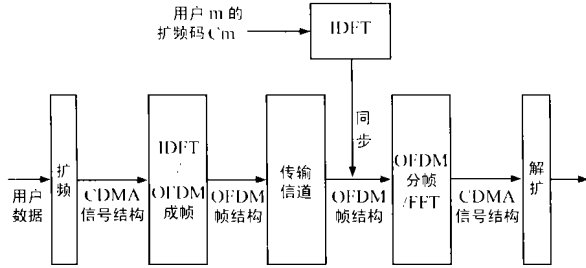 用户 m 的
扩频码 Cm
IDFT
同
步
扩
频
IDFT
/
OFDM
成帧
传输
信道
OFDM
分帧
/FFT
解
扩
用户
数据
CDMA
信号结构
OFDM
帧结构
OFDM
帧结构
CDMA
信号结构